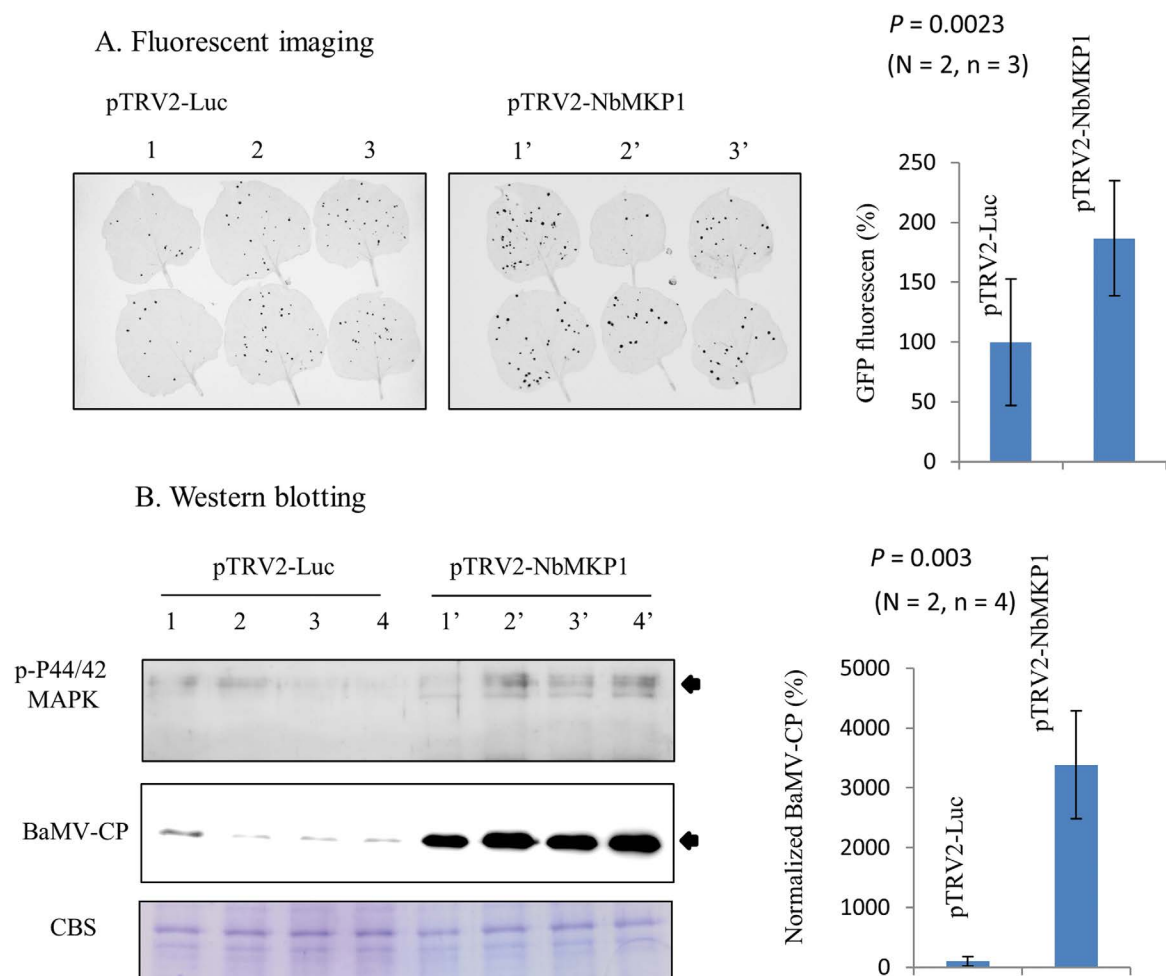 A. Fluorescent imaging
pTRV2-Luc
pTRV2-NbMKP1
1 2 3
1’ 2’ 3’
P = 0.0023
(N = 2, n = 3)
GFP fluorescen (%)
250
200
150
100
50
0
pTRV2-Luc
pTRV2-NbMKP1
B. Western blotting
pTRV2-Luc
pTRV2-NbMKP1
1 2 3 4
1’ 2’ 3’ 4’
p-P44/42
MAPK
BaMV-CP
CBS
P = 0.003
(N = 2, n = 4)
Normalized BaMV-CP (%)
5000
4000
3000
2000
1000
0
pTRV2-Luc
pTRV2-NbMKP1